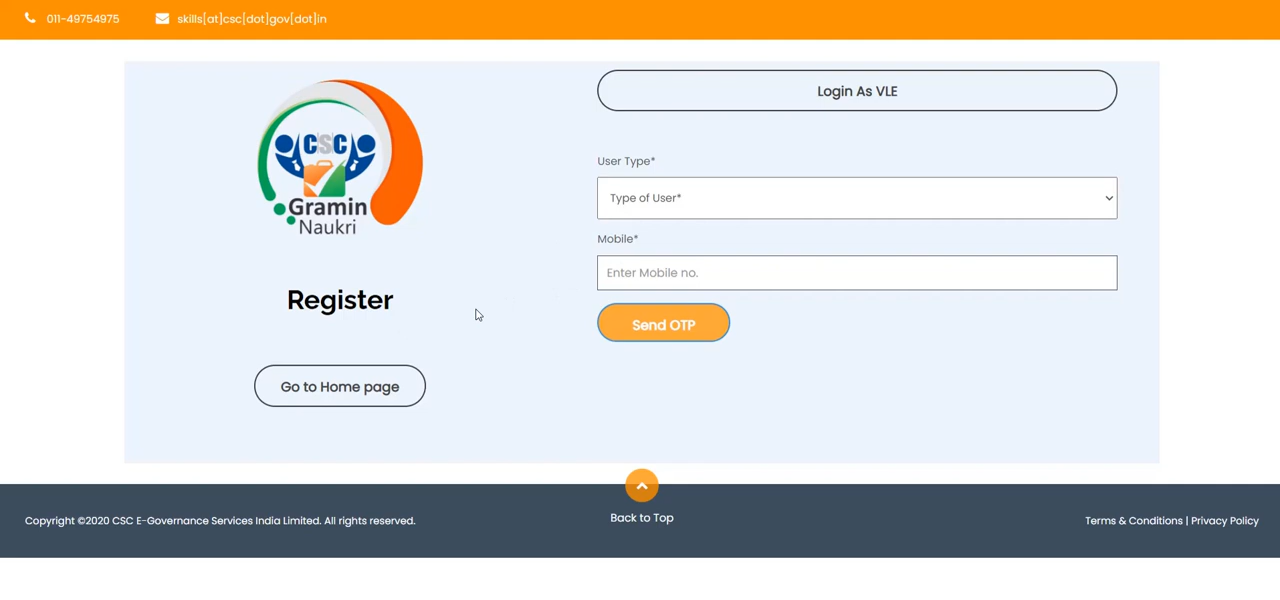 011-49754975 skills[at]csc[dot]gov[dot]in
CSC
Gramin
Naukri
Register
Go to Home page
Login As VLE
User Type*
Type of User*
Mobile*
Enter Mobile no.
Send OTP
Copyright ©2020 CSC E-Governance Services India Limited. All rights reserved.
Back to Top
Terms & Conditions | Privacy Policy